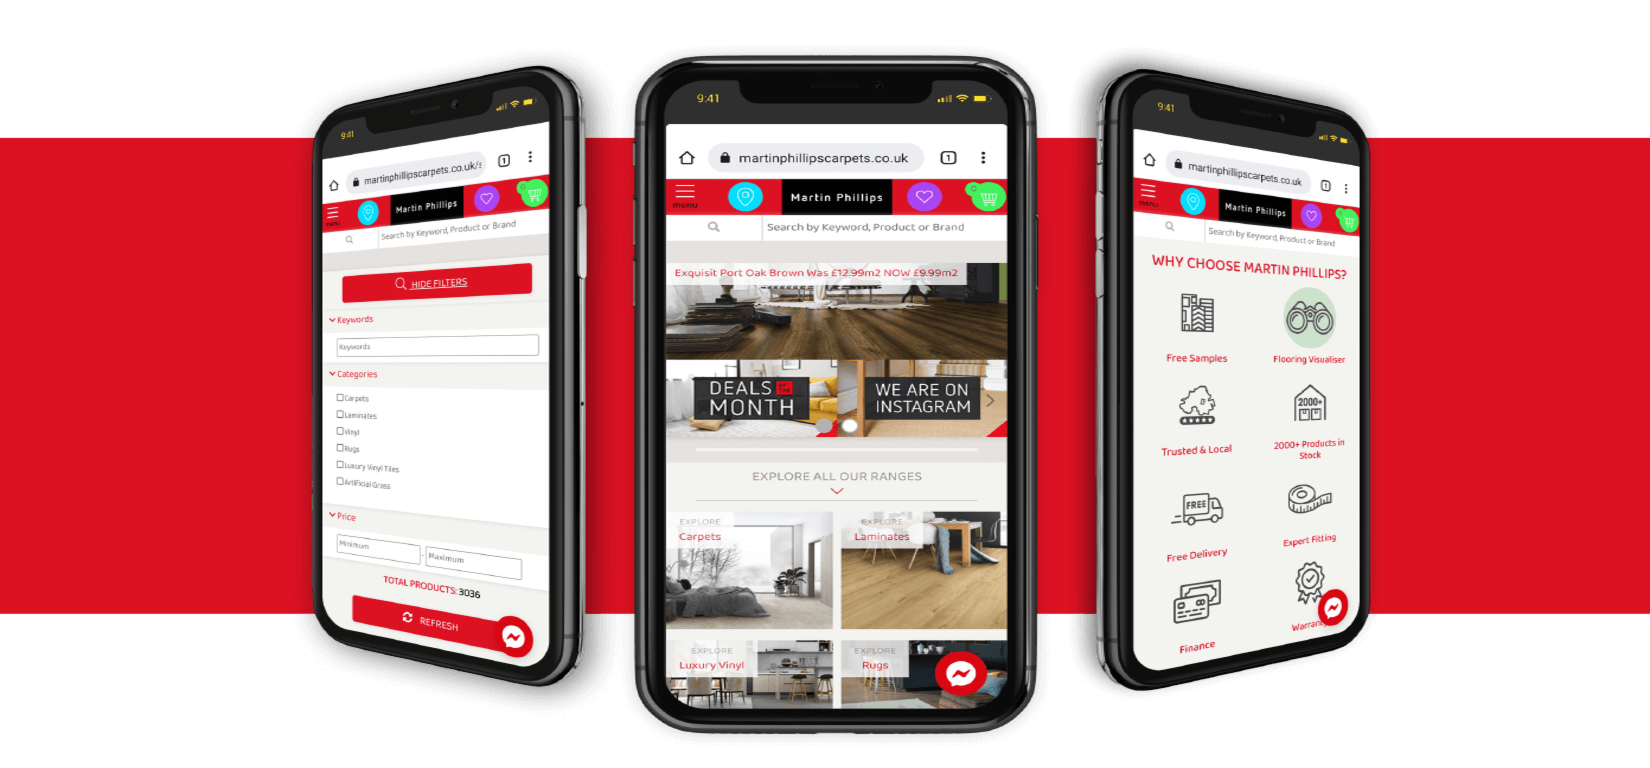 9:41
martinphillipscarpets.co.uk/s
1
menu
Martin Phillips
Search by Keyword, Product or Brand
HIDE FILTERS
Keywords
Keywords
Categories
Carpets
Laminates
Vinyl
Rugs
Luxury Vinyl Tiles
Artificial Grass
Price
Minimum
-
Maximum
TOTAL PRODUCTS: 3036
REFRESH
9:41
martinphillipscarpets.co.uk
1
menu
Martin Phillips
0
Search by Keyword, Product or Brand
Exquisit Port Oak Brown Was £12.99m2 NOW £9.99m2
DEALS
MONTH
WE ARE ON
INSTAGRAM
EXPLORE ALL OUR RANGES
EXPLORE
Carpets
EXPLORE
Laminates
EXPLORE
Luxury Vinyl
EXPLORE
Rugs
9:41
martinphillipscarpets.co.uk
1
menu
Martin Phillips
Search by Keyword, Product or Brand
WHY CHOOSE MARTIN PHILLIPS?
Free Samples
Flooring Visualiser
Trusted & Local
2000+
2000+ Products in
Stock
FREE
Free Delivery
Expert Fitting
Finance